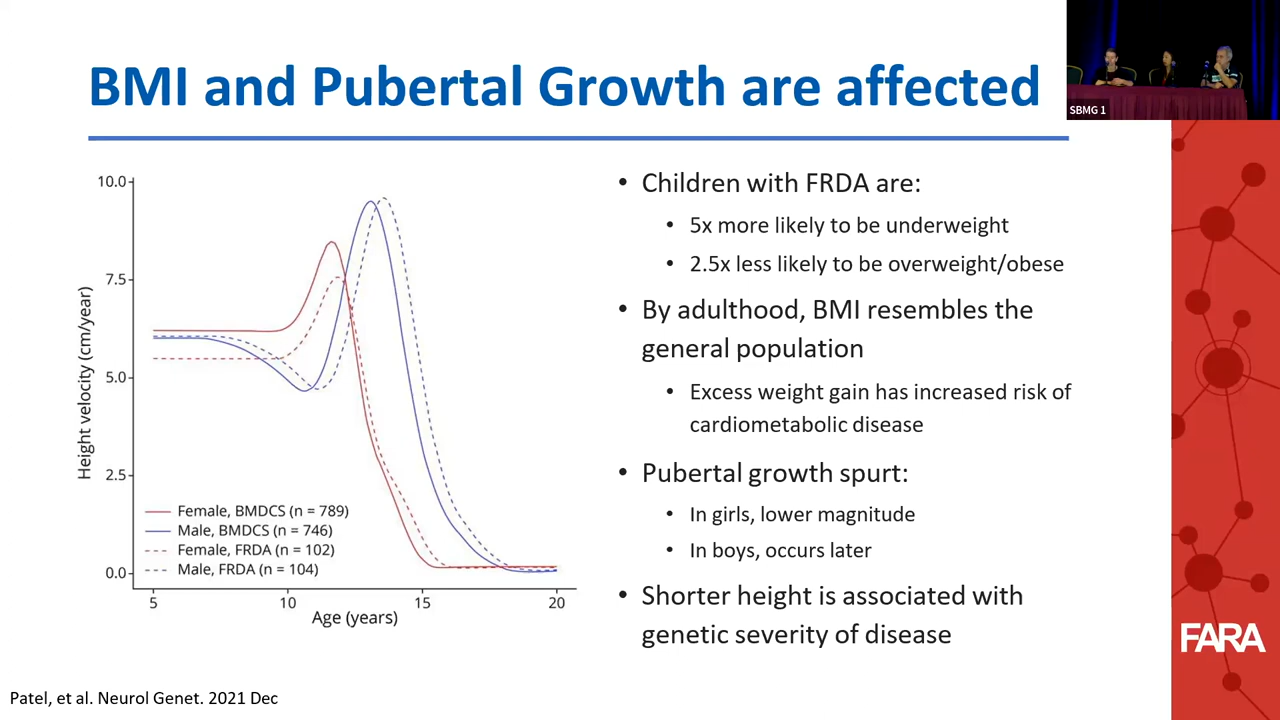 BMI and Pubertal Growth are affected
SBMG 1
10.0
7.5
5.0
2.5
0.0
Height velocity (cm/year)
Female, BMDCS (n = 789)
Male, BMDCS (n = 746)
Female, FRDA (n = 102)
Male, FRDA (n = 104)
5
10
15
20
Age (years)
• Children with FRDA are:
• 5x more likely to be underweight
• 2.5x less likely to be overweight/obese
• By adulthood, BMI resembles the
general population
• Excess weight gain has increased risk of
cardiometabolic disease
• Pubertal growth spurt:
• In girls, lower magnitude
• In boys, occurs later
• Shorter height is associated with
genetic severity of disease
FARA
Patel, et al. Neurol Genet. 2021 Dec